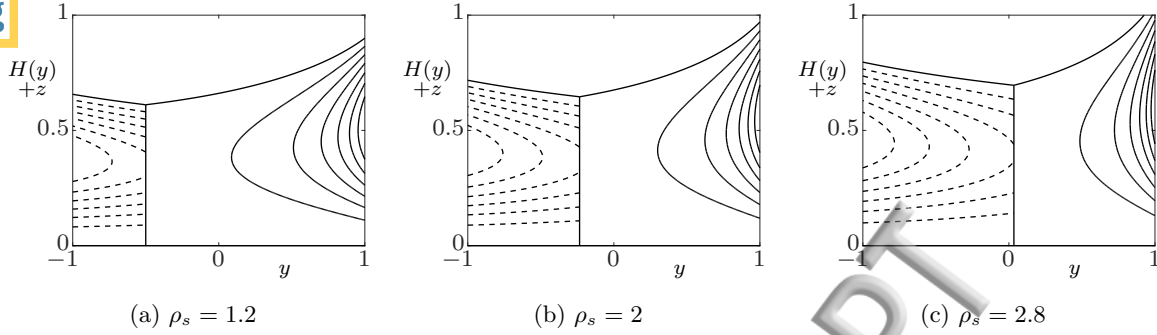 g
1 1 1
H(y) H(y) H(y)
+z +z +z
0.5 0.5 0.5
0 0 0
−1 0 y 1 −1 0 y 1 −1 0 y 1
PT
(a) ρs = 1.2 (b) ρs = 2 (c) ρs = 2.8